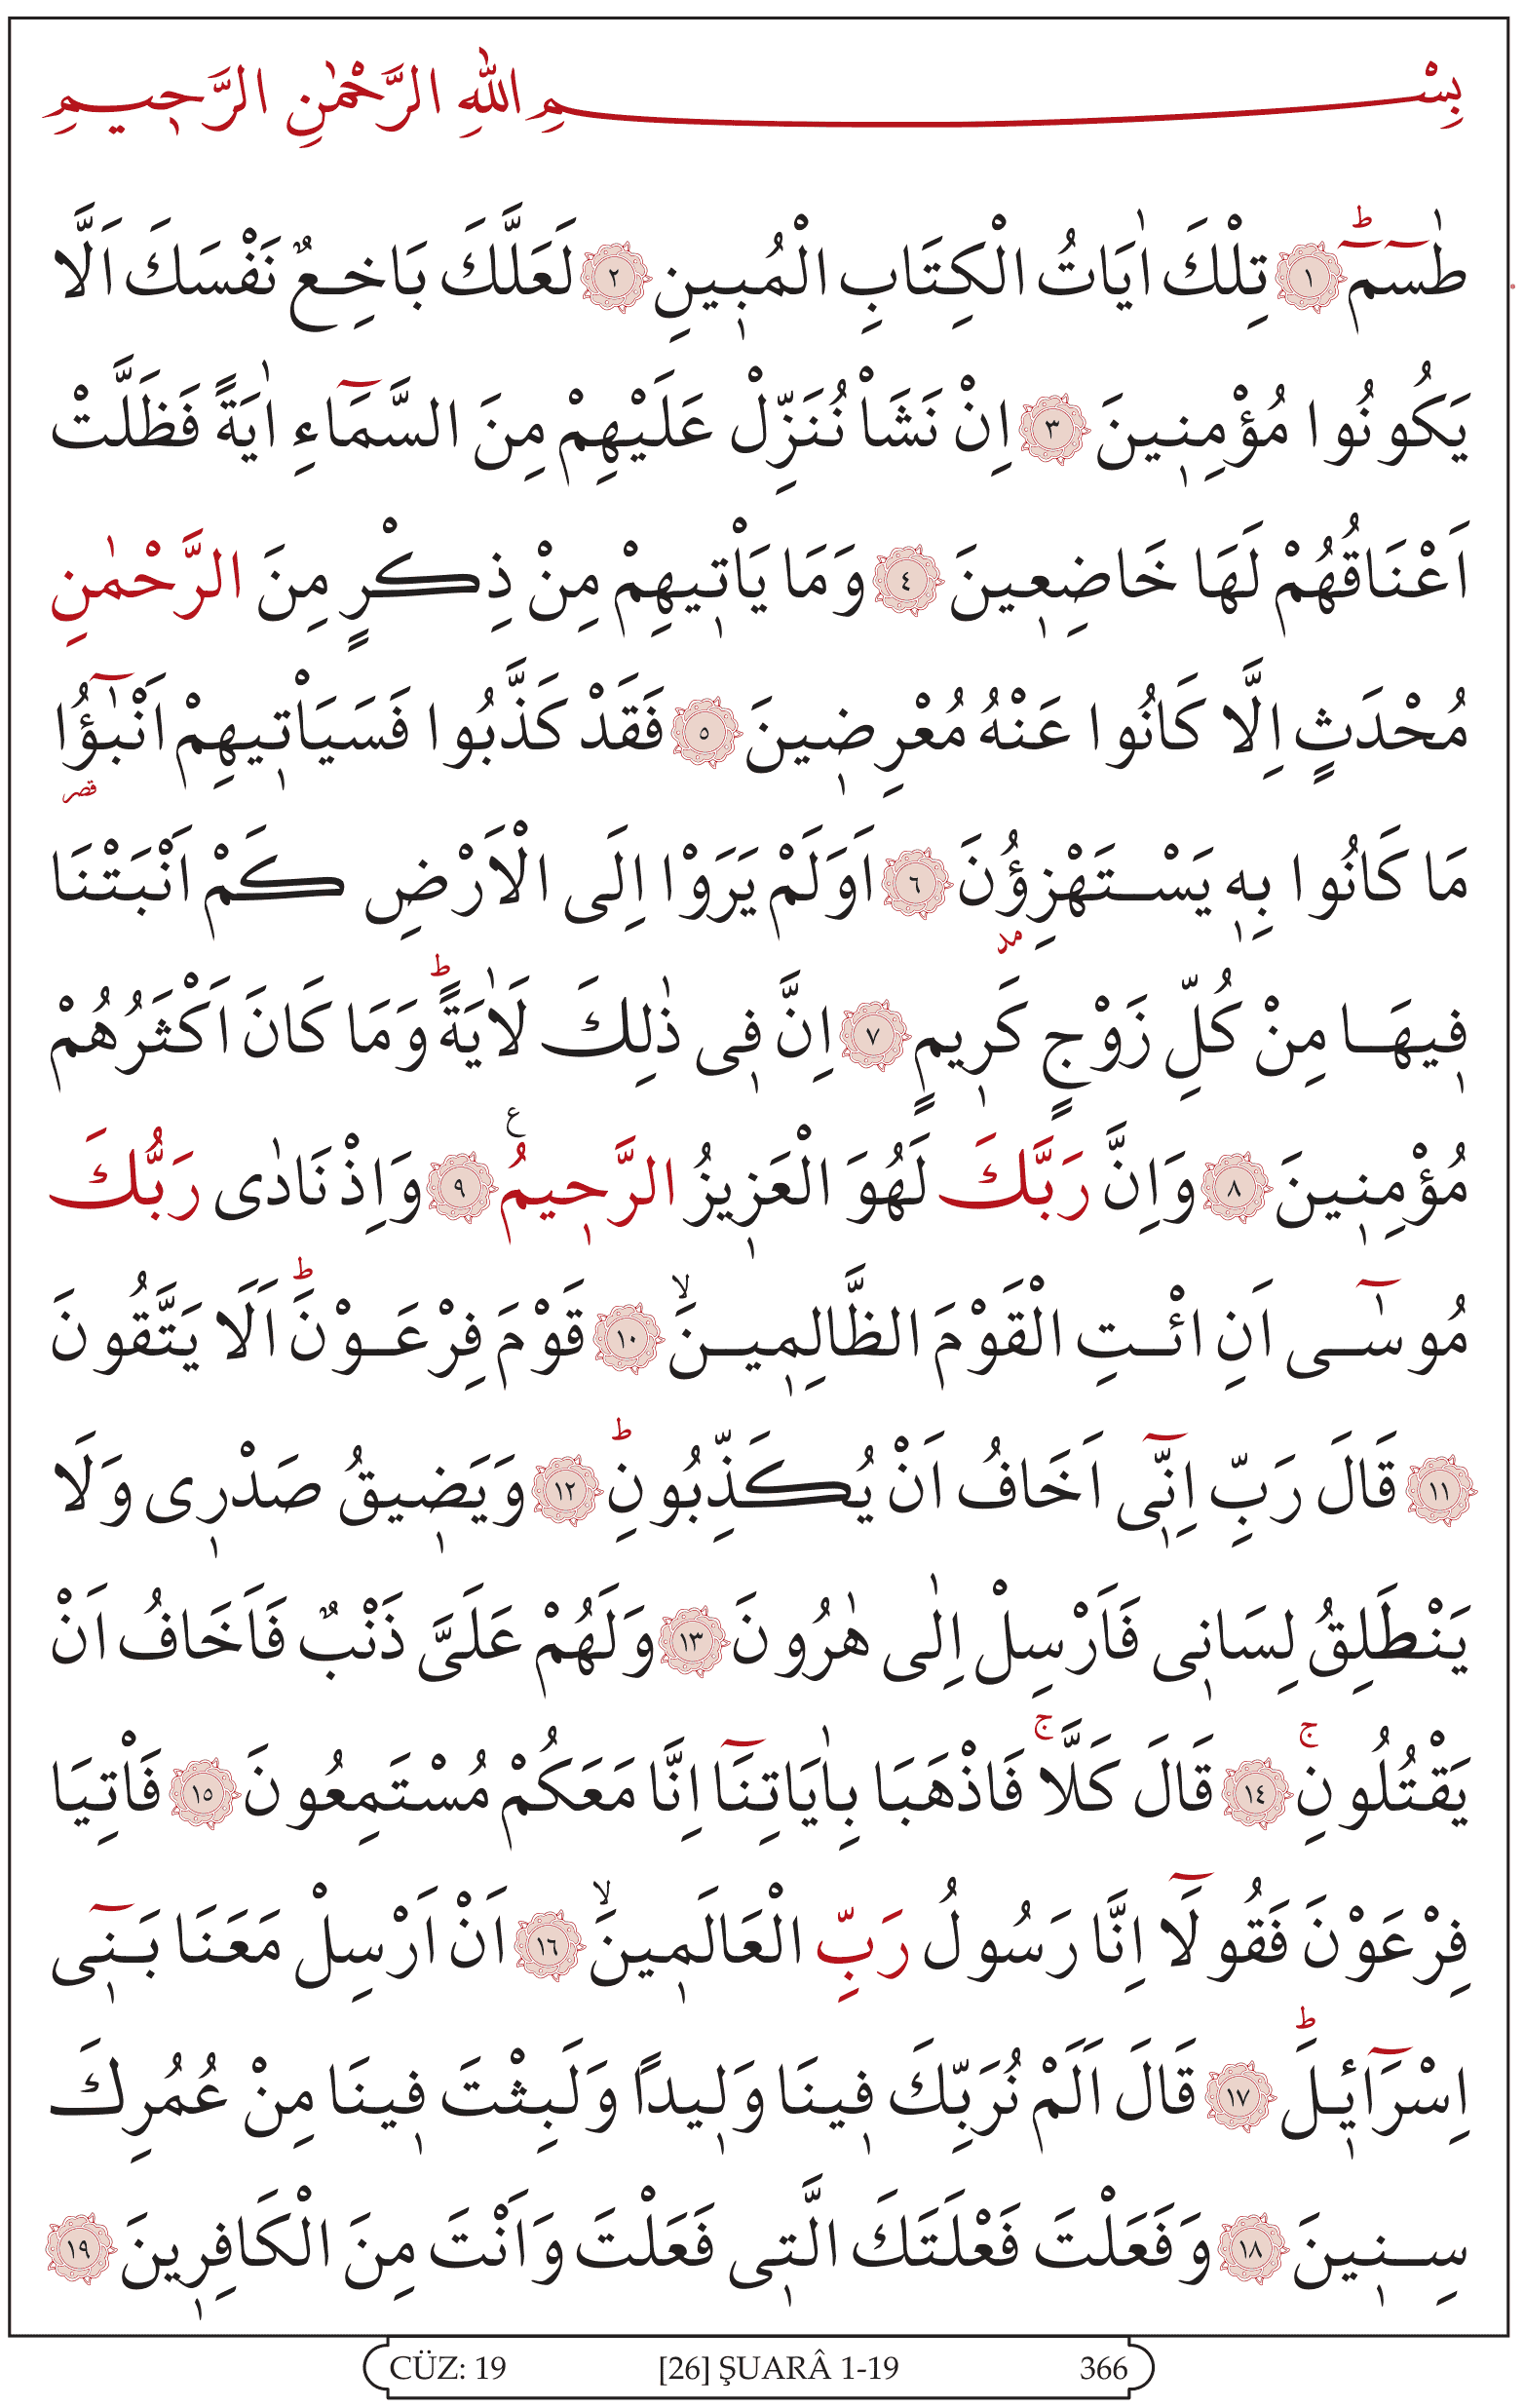 بِسْمِ اللّٰهِ الرَّحْمٰنِ الرَّح۪يمِ
طٰسٓمٓ ۜ ﴿١﴾ تِلْكَ اٰيَاتُ الْكِتَابِ الْمُب۪ينِ ﴿٢﴾ لَعَلَّكَ بَاخِعٌ نَفْسَكَ اَلَّا
يَكُونُوا مُؤْمِن۪ينَ ﴿٣﴾ اِنْ نَشَأْ نُنَزِّلْ عَلَيْهِمْ مِنَ السَّمَٓاءِ اٰيَةً فَظَلَّتْ
اَعْنَاقُهُمْ لَهَا خَاضِع۪ينَ ﴿٤﴾ وَمَا يَأْت۪يهِمْ مِنْ ذِكْرٍ مِنَ الرَّحْمٰنِ
مُحْدَثٍ اِلَّا كَانُوا عَنْهُ مُعْرِض۪ينَ ﴿٥﴾ فَقَدْ كَذَّبُوا فَسَيَأْت۪يهِمْ اَنْبٰٓؤُ۬ا
قصر
مَا كَانُوا بِه۪ يَسْتَهْزِؤُ۫نَ ﴿٦﴾ اَوَلَمْ يَرَوْا اِلَى الْاَرْضِ كَمْ اَنْبَتْنَا
مد
ف۪يهَا مِنْ كُلِّ زَوْجٍ كَر۪يمٍ ﴿٧﴾ اِنَّ ف۪ي ذٰلِكَ لَاٰيَةًۜ وَمَا كَانَ اَكْثَرُهُمْ
مُؤْمِن۪ينَ ﴿٨﴾ وَاِنَّ رَبَّكَ لَهُوَ الْعَز۪يزُ الرَّح۪يمُ۟ ﴿٩﴾ وَاِذْ نَادٰى رَبُّكَ
مُوسٰٓى اَنِ ائْتِ الْقَوْمَ الظَّالِم۪ينَۙ ﴿١٠﴾ قَوْمَ فِرْعَوْنَۜ اَلَا يَتَّقُونَ
﴿١١﴾ قَالَ رَبِّ اِنّ۪ٓي اَخَافُ اَنْ يُكَذِّبُونِۜ ﴿١٢﴾ وَيَض۪يقُ صَدْر۪ي وَلَا
يَنْطَلِقُ لِسَان۪ي فَاَرْسِلْ اِلٰى هٰرُونَ ﴿١٣﴾ وَلَهُمْ عَلَيَّ ذَنْبٌ فَاَخَافُ اَنْ
يَقْتُلُونِۚ ﴿١٤﴾ قَالَ كَلَّاۚ فَاذْهَبَا بِاٰيَاتِنَٓا اِنَّا مَعَكُمْ مُسْتَمِعُونَ ﴿١٥﴾ فَأْتِيَا
فِرْعَوْنَ فَقُولَٓا اِنَّا رَسُولُ رَبِّ الْعَالَم۪ينَۙ ﴿١٦﴾ اَنْ اَرْسِلْ مَعَنَا بَن۪ٓي
اِسْرَٓاء۪يلَۜ ﴿١٧﴾ قَالَ اَلَمْ نُرَبِّكَ ف۪ينَا وَل۪يدًا وَلَبِثْتَ ف۪ينَا مِنْ عُمُرِكَ
سِن۪ينَ ﴿١٨﴾ وَفَعَلْتَ فَعْلَتَكَ الَّت۪ي فَعَلْتَ وَاَنْتَ مِنَ الْكَافِر۪ينَ ﴿١٩﴾
CÜZ: 19 [26] ŞUARÂ 1-19 366